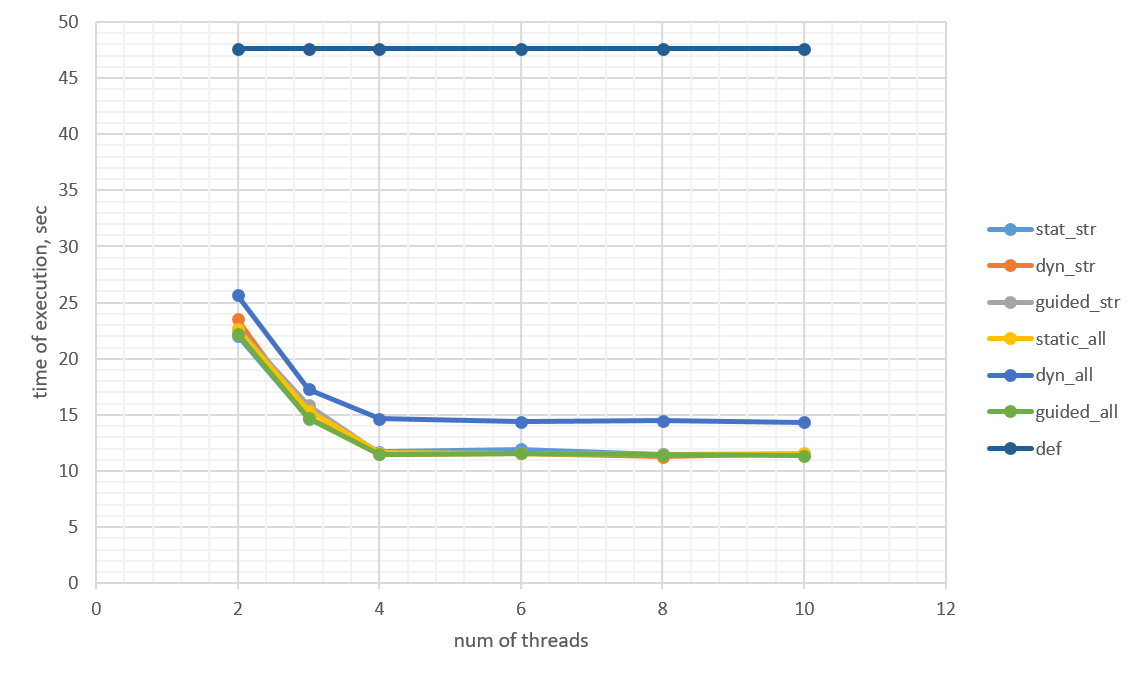 50
45
40
35
30
25
20
15
10
5
0
time of execution, sec
0 2 4 6 8 10 12
num of threads
stat_str
dyn_str
guided_str
static_all
dyn_all
guided_all
def